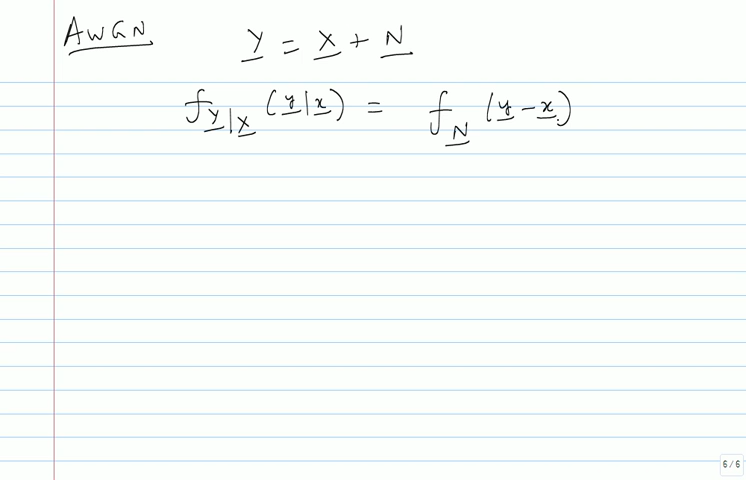 AWGN
Y = X + N
f_{Y|X} (y|x) = f_N (y - x)
6/6